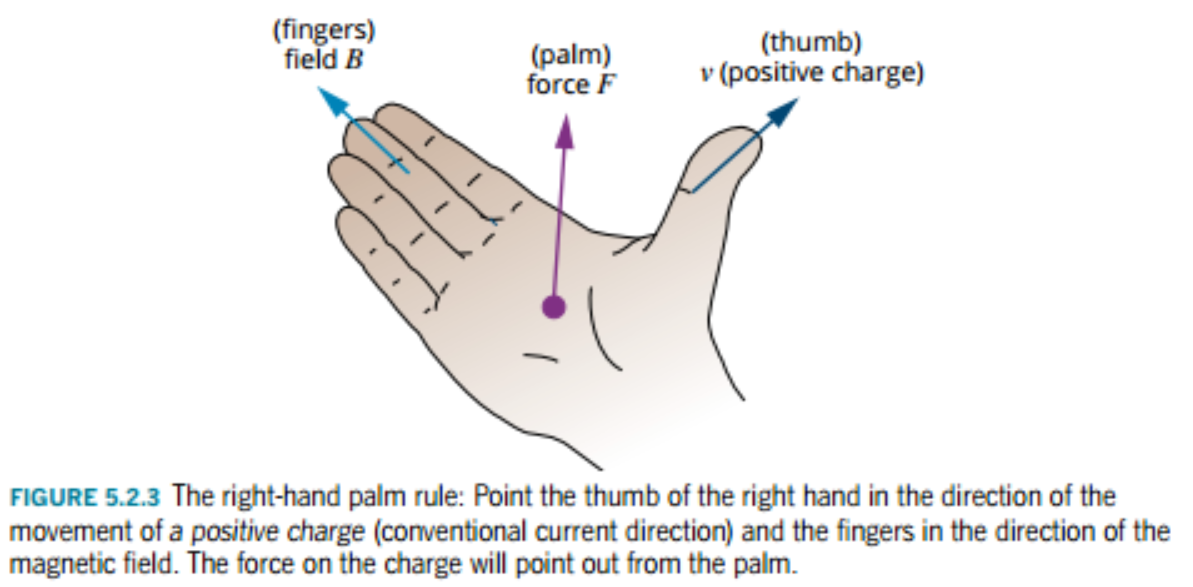 (fingers)
field B
(palm)
force F
(thumb)
v (positive charge)
FIGURE 5.2.3 The right-hand palm rule: Point the thumb of the right hand in the direction of the
movement of a positive charge (conventional current direction) and the fingers in the direction of the
magnetic field. The force on the charge will point out from the palm.